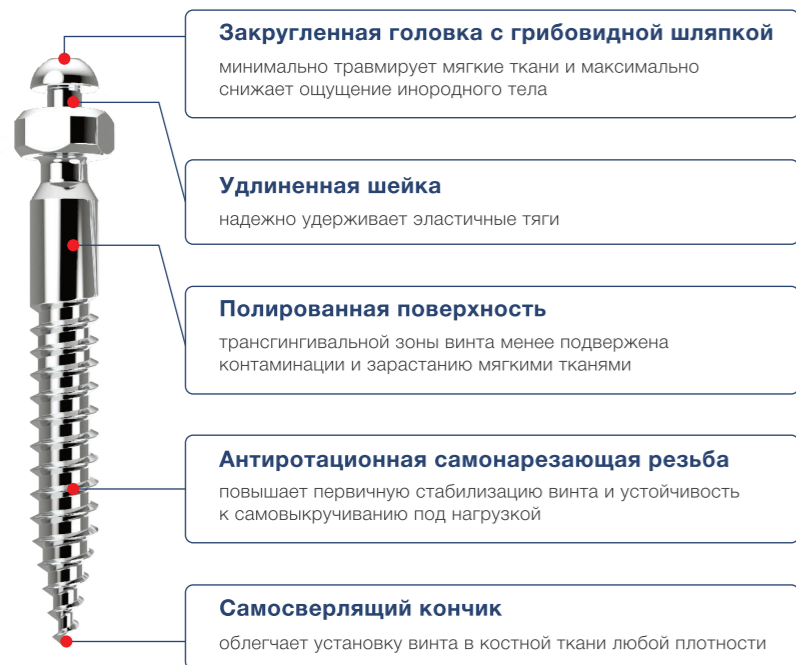 Закругленная головка с грибовидной шляпкой
минимально травмирует мягкие ткани и максимально
снижает ощущение инородного тела
Удлиненная шейка
надежно удерживает эластичные тяги
Полированная поверхность
трансгингивальной зоны винта менее подвержена
контаминации и зарастанию мягкими тканями
Антиротационная самонарезающая резьба
повышает первичную стабилизацию винта и устойчивость
к самовыкручиванию под нагрузкой
Самосверлящий кончик
облегчает установку винта в костной ткани любой плотности